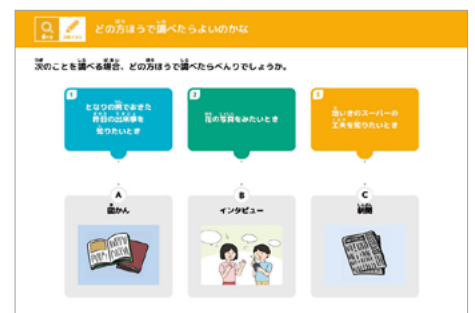 どの方ほうで調べたらよいのかな
次のことを調べる場合、どの方ほうで調べたらべんりでしょうか。
1
となりの県でおきた
昨日の出来事を
知りたいとき
2
花の写真をみたいとき
3
地いきのスーパーの
工夫を知りたいとき
A
図かん
B
インタビュー
C
新聞